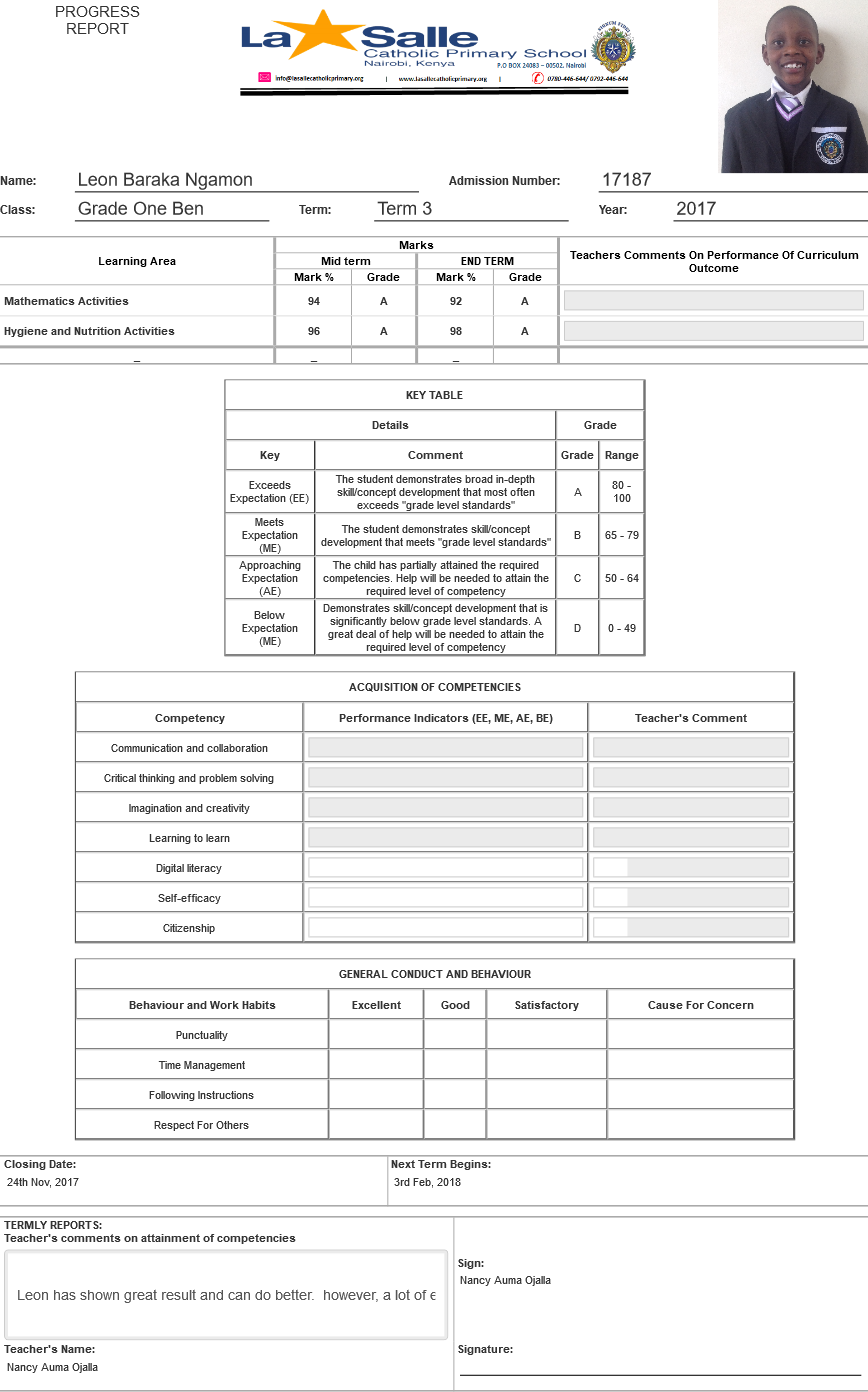 PROGRESS
REPORT
La Salle
Catholic Primary School
Nairobi, Kenya
P.O BOX 24083 – 00502, Nairobi
info@lasallecatholicprimary.org | www.lasallecatholicprimary.org | 0780-446-644/ 0792-446-644
Name: Leon Baraka Ngamon Admission Number: 17187
Class: Grade One Ben Term: Term 3 Year: 2017
Learning Area Marks Teachers Comments On Performance Of Curriculum Outcome
Mid term END TERM
Mark % Grade Mark % Grade
Mathematics Activities 94 A 92 A
Hygiene and Nutrition Activities 96 A 98 A
_ _ _
KEY TABLE
Details Grade
Key Comment Grade Range
Exceeds Expectation (EE) The student demonstrates broad in-depth skill/concept development that most often exceeds "grade level standards" A 80 - 100
Meets Expectation (ME) The student demonstrates skill/concept development that meets "grade level standards" B 65 - 79
Approaching Expectation (AE) The child has partially attained the required competencies. Help will be needed to attain the required level of competency C 50 - 64
Below Expectation (ME) Demonstrates skill/concept development that is significantly below grade level standards. A great deal of help will be needed to attain the required level of competency D 0 - 49
ACQUISITION OF COMPETENCIES
Competency Performance Indicators (EE, ME, AE, BE) Teacher's Comment
Communication and collaboration
Critical thinking and problem solving
Imagination and creativity
Learning to learn
Digital literacy
Self-efficacy
Citizenship
GENERAL CONDUCT AND BEHAVIOUR
Behaviour and Work Habits Excellent Good Satisfactory Cause For Concern
Punctuality
Time Management
Following Instructions
Respect For Others
Closing Date: Next Term Begins:
24th Nov, 2017 3rd Feb, 2018
TERMLY REPORTS:
Teacher's comments on attainment of competencies
Leon has shown great result and can do better. however, a lot of
Sign:
Nancy Auma Ojalla
Teacher's Name: Signature:
Nancy Auma Ojalla